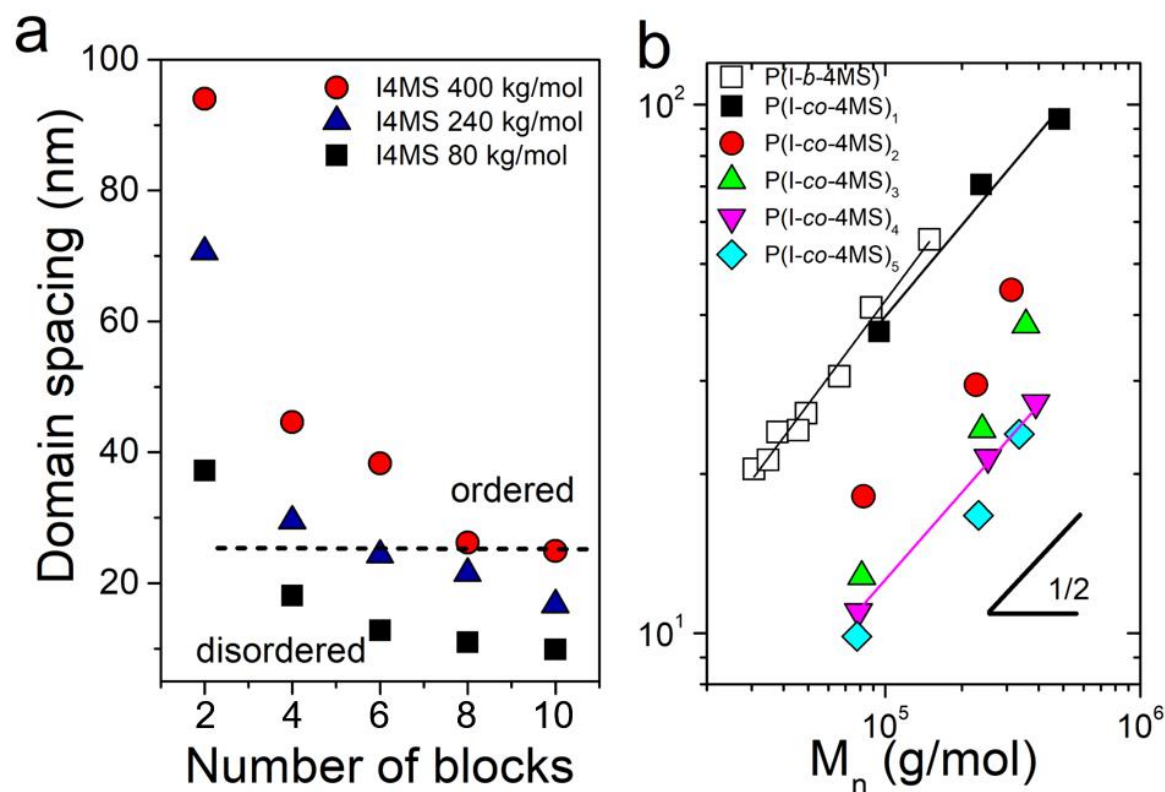 a
Domain spacing (nm)
100
80
60
40
20
I4MS 400 kg/mol
I4MS 240 kg/mol
I4MS 80 kg/mol
ordered
disordered
2
4
6
8
10
Number of blocks
b
10²
10¹
P(I-b-4MS)
P(I-co-4MS)₁
P(I-co-4MS)₂
P(I-co-4MS)₃
P(I-co-4MS)₄
P(I-co-4MS)₅
1/2
10⁵
10⁶
Mₙ (g/mol)